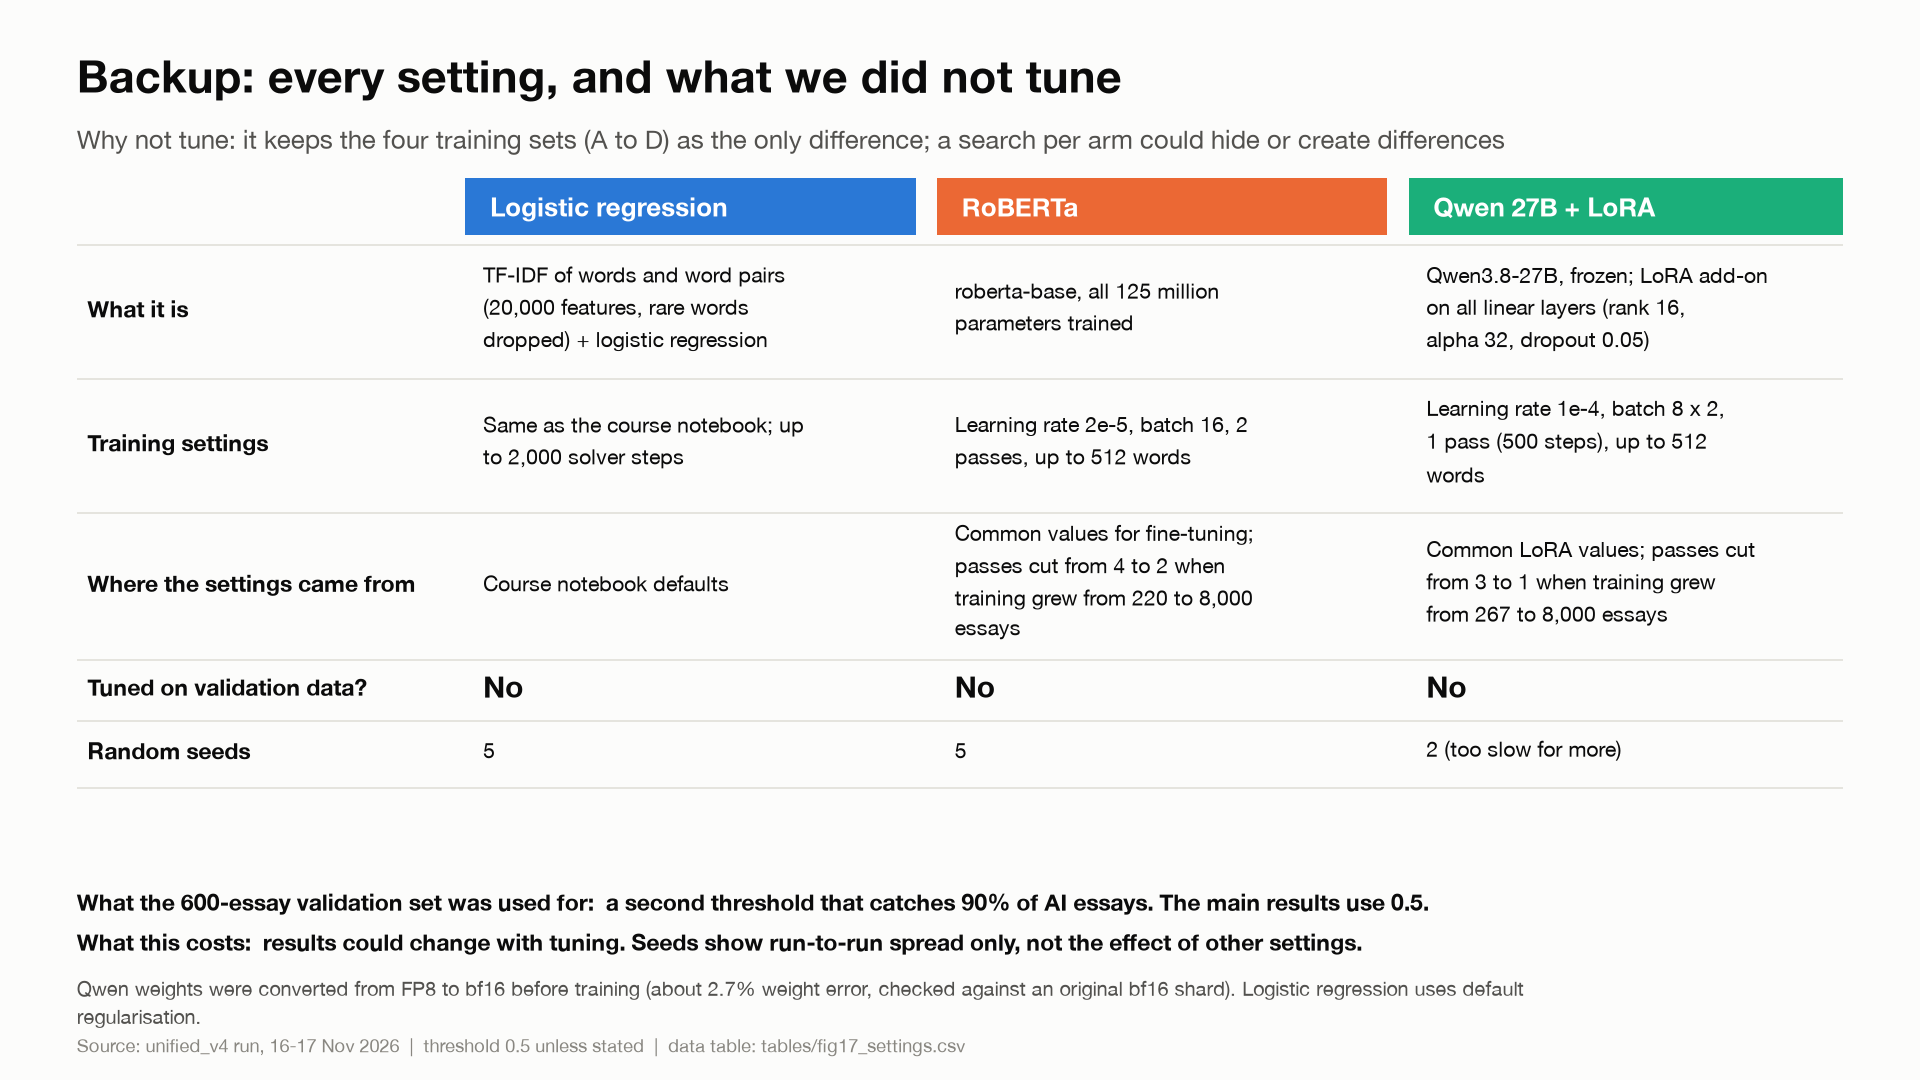 Backup: every setting, and what we did not tune
Why not tune: it keeps the four training sets (A to D) as the only difference; a search per arm could hide or create differences
Logistic regression
RoBERTa
Qwen 27B + LoRA
What it is
TF-IDF of words and word pairs
(20,000 features, rare words
dropped) + logistic regression
roberta-base, all 125 million
parameters trained
Qwen3.8-27B, frozen; LoRA add-on
on all linear layers (rank 16,
alpha 32, dropout 0.05)
Training settings
Same as the course notebook; up
to 2,000 solver steps
Learning rate 2e-5, batch 16, 2
passes, up to 512 words
Learning rate 1e-4, batch 8 x 2,
1 pass (500 steps), up to 512
words
Where the settings came from
Course notebook defaults
Common values for fine-tuning;
passes cut from 4 to 2 when
training grew from 220 to 8,000
essays
Common LoRA values; passes cut
from 3 to 1 when training grew
from 267 to 8,000 essays
Tuned on validation data?
No
No
No
Random seeds
5
5
2 (too slow for more)
What the 600-essay validation set was used for:  a second threshold that catches 90% of AI essays. The main results use 0.5.
What this costs:  results could change with tuning. Seeds show run-to-run spread only, not the effect of other settings.
Qwen weights were converted from FP8 to bf16 before training (about 2.7% weight error, checked against an original bf16 shard). Logistic regression uses default
regularisation.
Source: unified_v4 run, 16-17 Nov 2026  |  threshold 0.5 unless stated  |  data table: tables/fig17_settings.csv